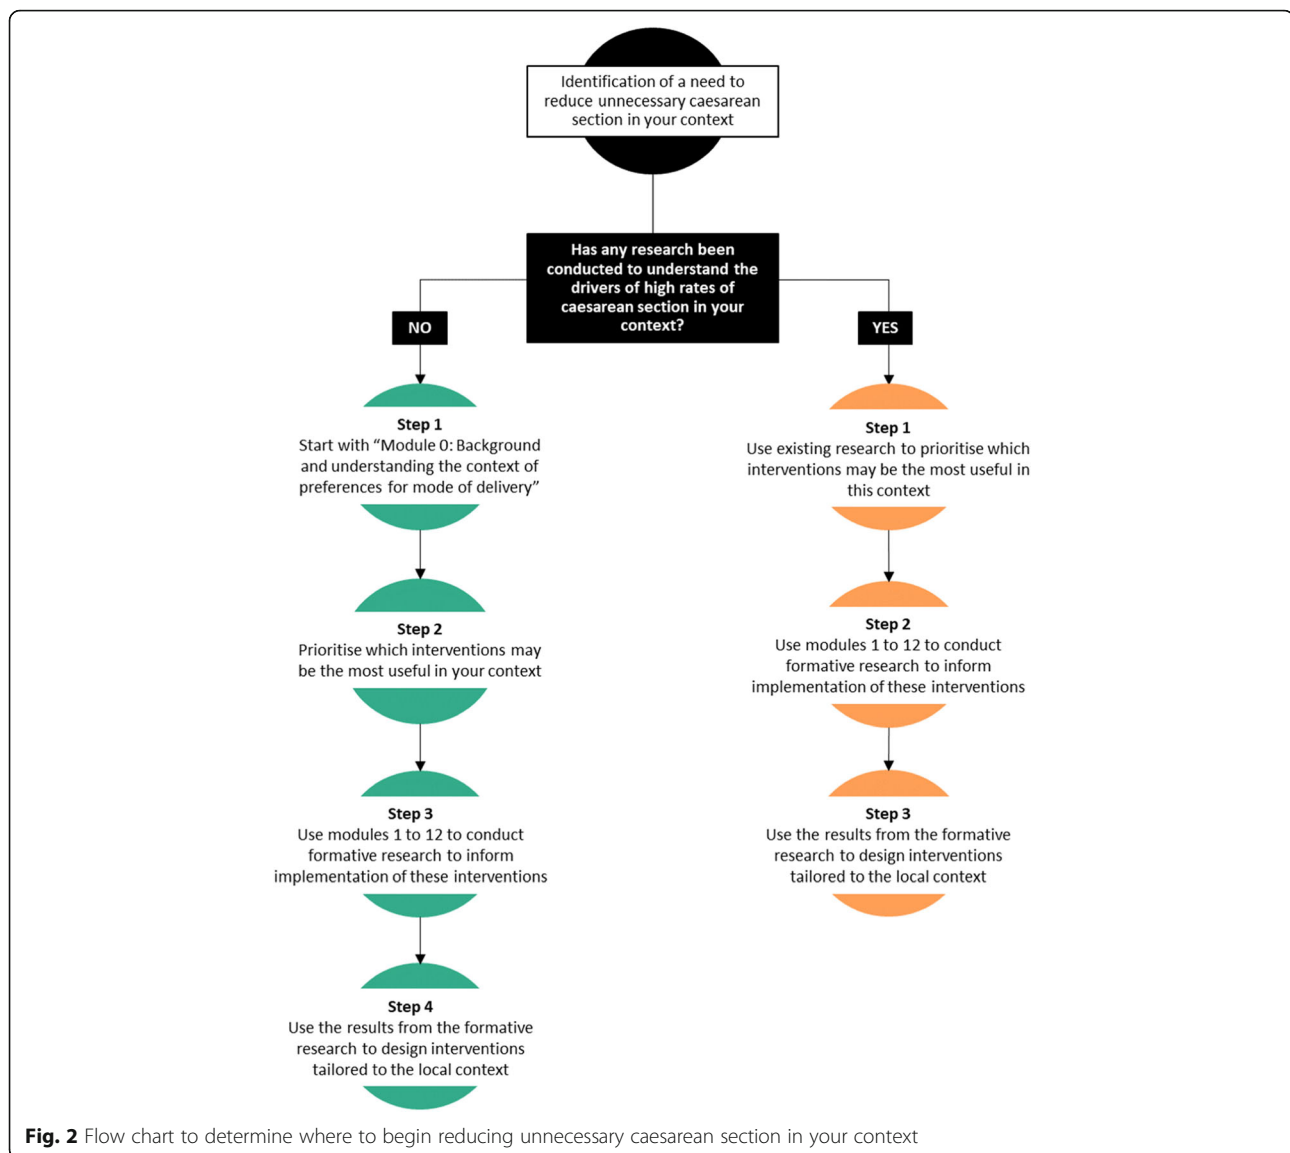 Identification of a need to
reduce unnecessary caesarean
section in your context
Has any research been
conducted to understand the
drivers of high rates of
caesarean section in your
context?
NO
YES
Step 1
Start with “Module 0: Background
and understanding the context of
preferences for mode of delivery”
Step 2
Prioritise which interventions may
be the most useful in your context
Step 3
Use modules 1 to 12 to conduct
formative research to inform
implementation of these interventions
Step 4
Use the results from the formative
research to design interventions
tailored to the local context
Step 1
Use existing research to prioritise which
interventions may be the most useful in
this context
Step 2
Use modules 1 to 12 to conduct
formative research to inform
implementation of these interventions
Step 3
Use the results from the formative
research to design interventions
tailored to the local context
Fig. 2 Flow chart to determine where to begin reducing unnecessary caesarean section in your context